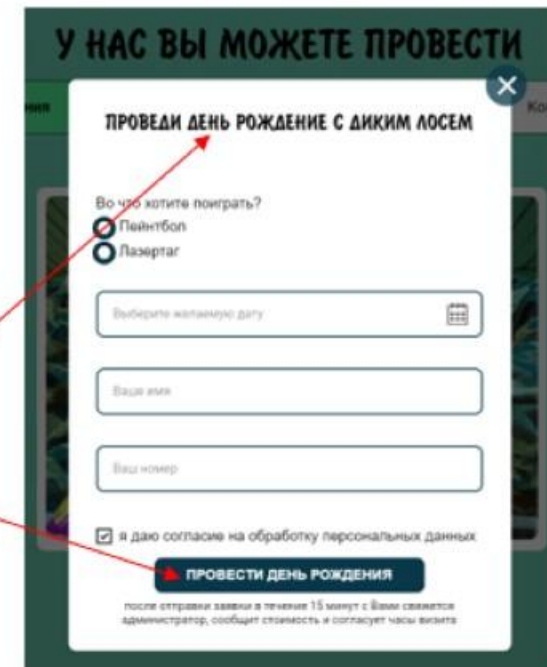 У НАС ВЫ МОЖЕТЕ ПРОВЕСТИ
ния
Ко
ПРОВЕДИ ДЕНЬ РОЖДЕНИЕ С ДИКИМ ЛОСЕМ
Во что хотите поиграть?
Пейнтбол
Лазертаг
Выберите желаемую дату
Ваше имя
Ваш номер
я даю согласие на обработку персональных данных
ПРОВЕСТИ ДЕНЬ РОЖДЕНИЯ
после отправки заявки в течение 15 минут с Вами свяжется
администратор, сообщит стоимость и согласует часы визита